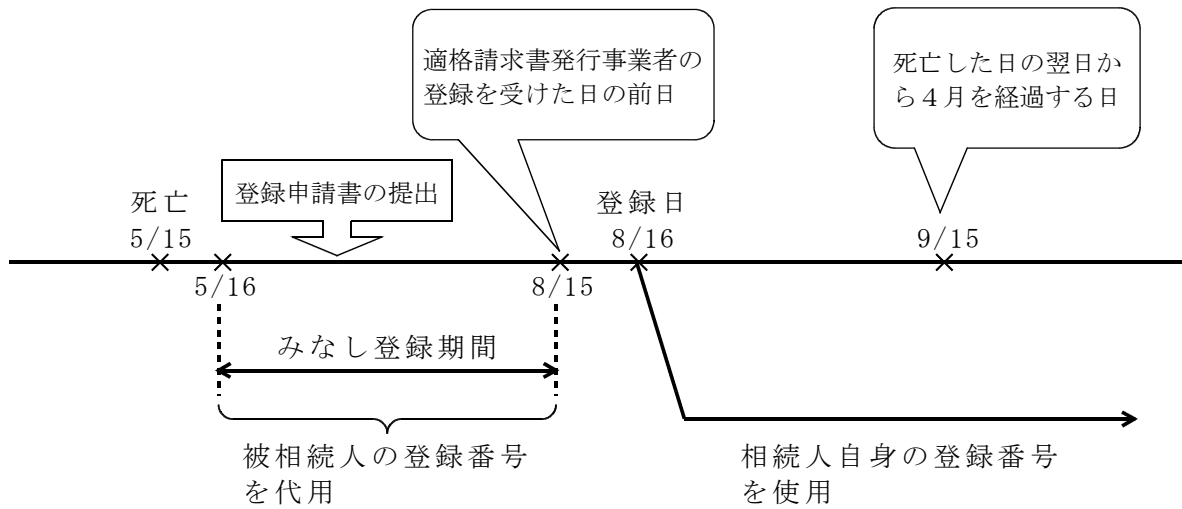 適格請求書発行事業者の
登録を受けた日の前日
死亡した日の翌日か
ら4月を経過する日
登録申請書の提出
死亡
5/15
登録日
8/16
9/15
5/16
8/15
みなし登録期間
被相続人の登録番号
を代用
相続人自身の登録番号
を使用